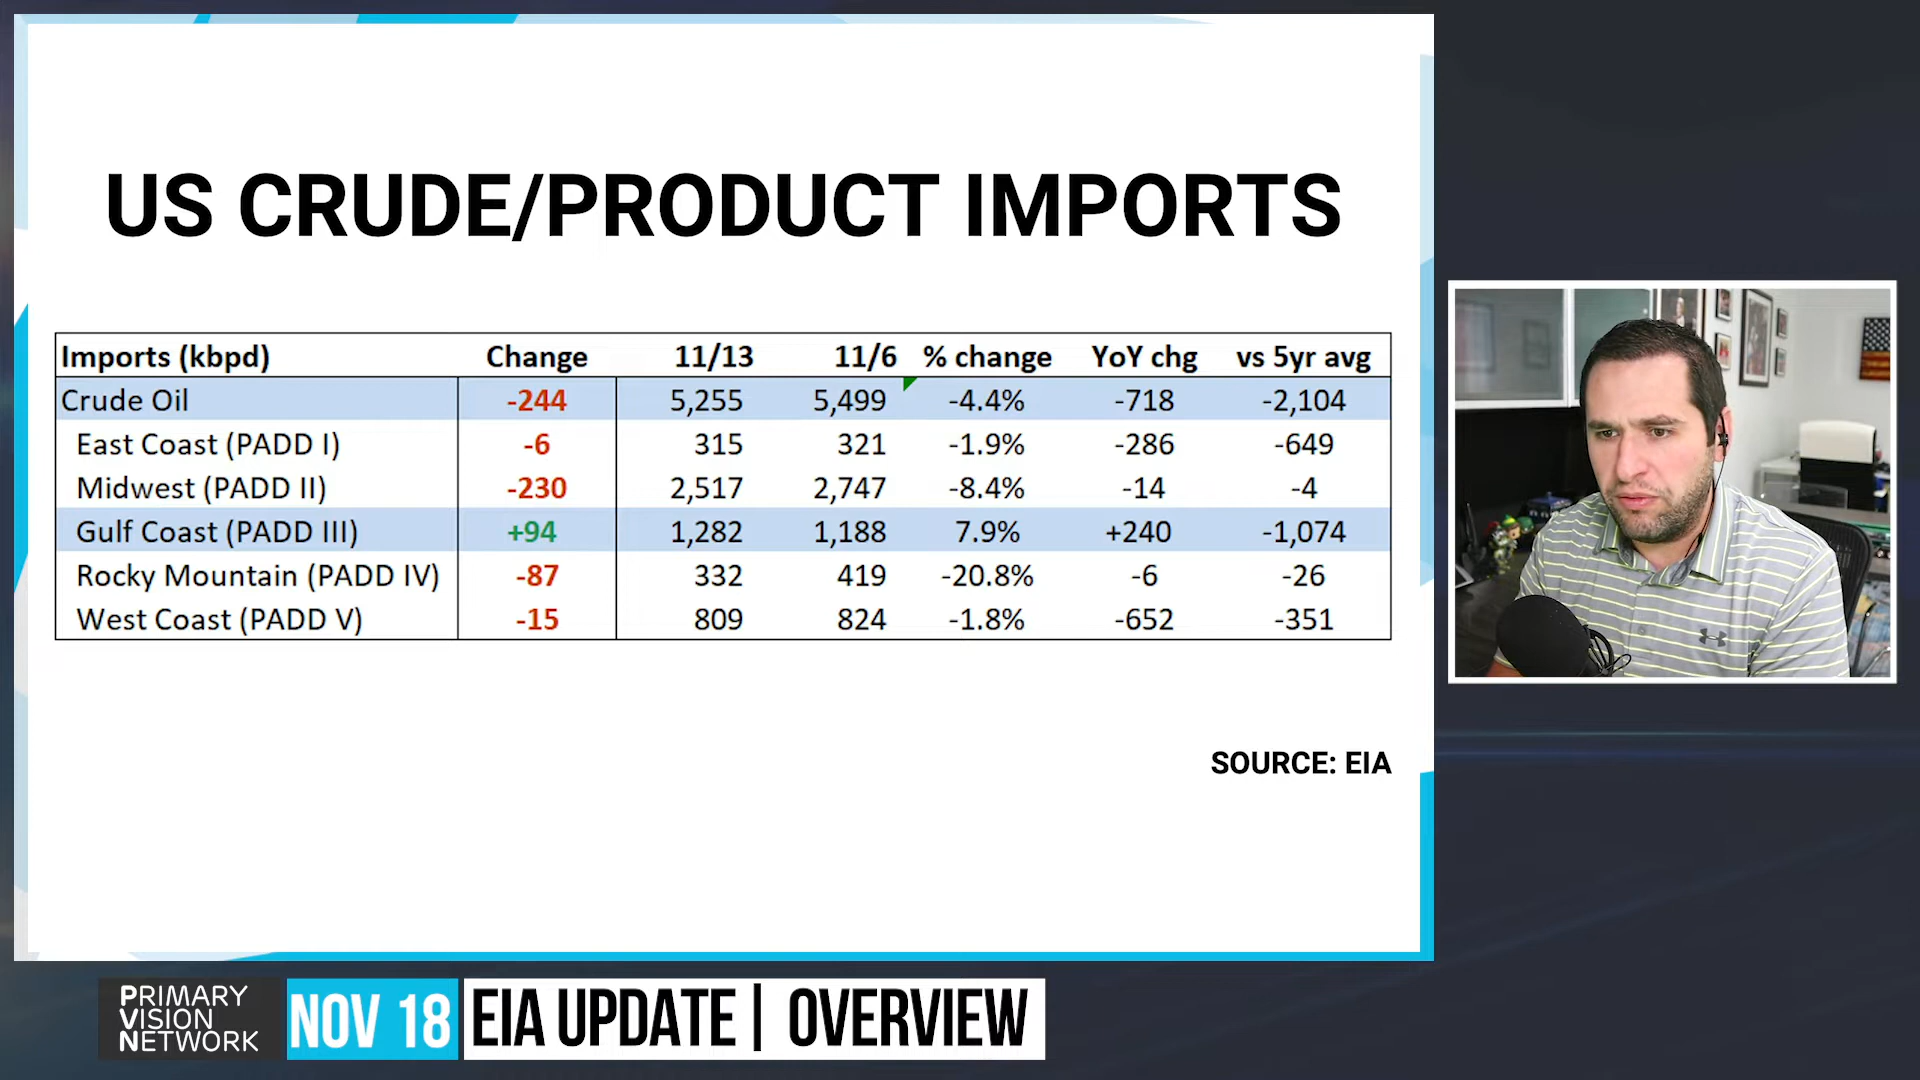 US CRUDE/PRODUCT IMPORTS
Imports (kbpd) Change 11/13 11/6 % change YoY chg vs 5yr avg
Crude Oil -244 5,255 5,499 -4.4% -718 -2,104
East Coast (PADD I) -6 315 321 -1.9% -286 -649
Midwest (PADD II) -230 2,517 2,747 -8.4% -14 -4
Gulf Coast (PADD III) +94 1,282 1,188 7.9% +240 -1,074
Rocky Mountain (PADD IV) -87 332 419 -20.8% -6 -26
West Coast (PADD V) -15 809 824 -1.8% -652 -351
SOURCE: EIA
PRIMARY
VISION
NETWORK
NOV 18
EIA UPDATE | OVERVIEW